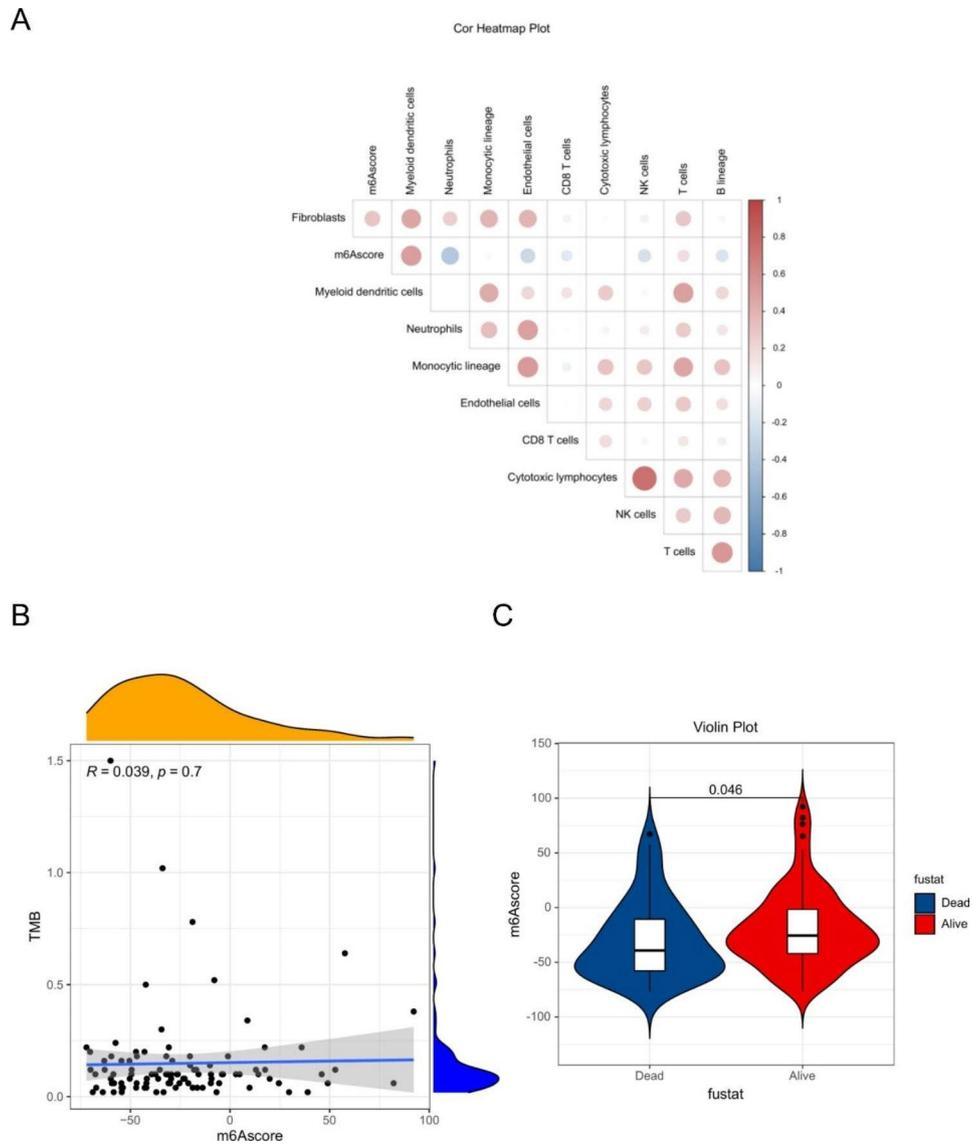 A
Cor Heatmap Plot
m6Ascore
Myeloid dendritic cells
Neutrophils
Monocytic lineage
Endothelial cells
CD8 T cells
Cytotoxic lymphocytes
NK cells
T cells
B lineage
Fibroblasts
m6Ascore
Myeloid dendritic cells
Neutrophils
Monocytic lineage
Endothelial cells
CD8 T cells
Cytotoxic lymphocytes
NK cells
T cells
1
0.8
0.6
0.4
0.2
0
-0.2
-0.4
-0.6
-0.8
-1
B
R = 0.039, p = 0.7
TMB
1.5
1.0
0.5
0.0
−50
0
50
100
m6Ascore
C
Violin Plot
0.046
m6Ascore
150
100
50
0
-50
-100
Dead
Alive
fustat
fustat
Dead
Alive